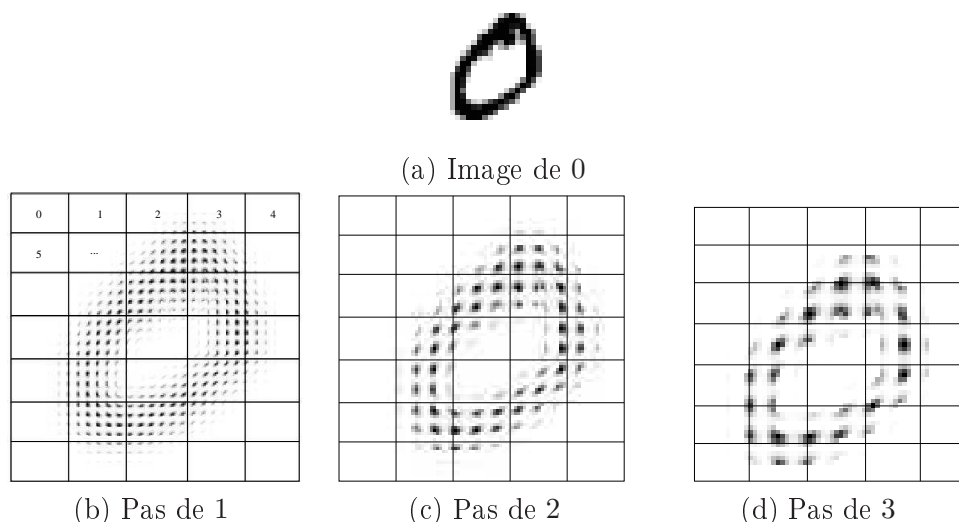 (a) Image de 0
0 1 2 3 4
5 ...
(b) Pas de 1
(c) Pas de 2
(d) Pas de 3